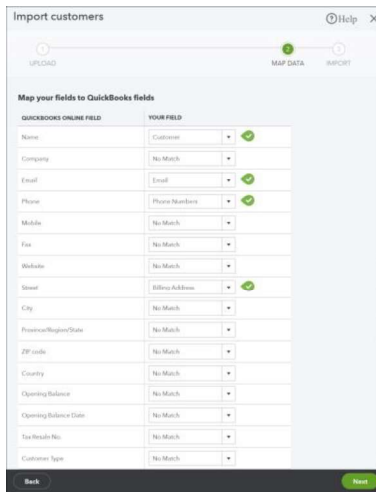 Import customers
Help X
1 2 3
UPLOAD MAP DATA IMPORT
Map your fields to QuickBooks fields
QUICKBOOKS ONLINE FIELD YOUR FIELD
Name Customer
Company No Match
Email Email
Phone Phone Numbers
Mobile No Match
Fax No Match
Website No Match
Street Billing Address
City No Match
Province/Region/State No Match
ZIP code No Match
Country No Match
Opening Balance No Match
Opening Balance Date No Match
Tax Resale No. No Match
Customer Type No Match
Back Next